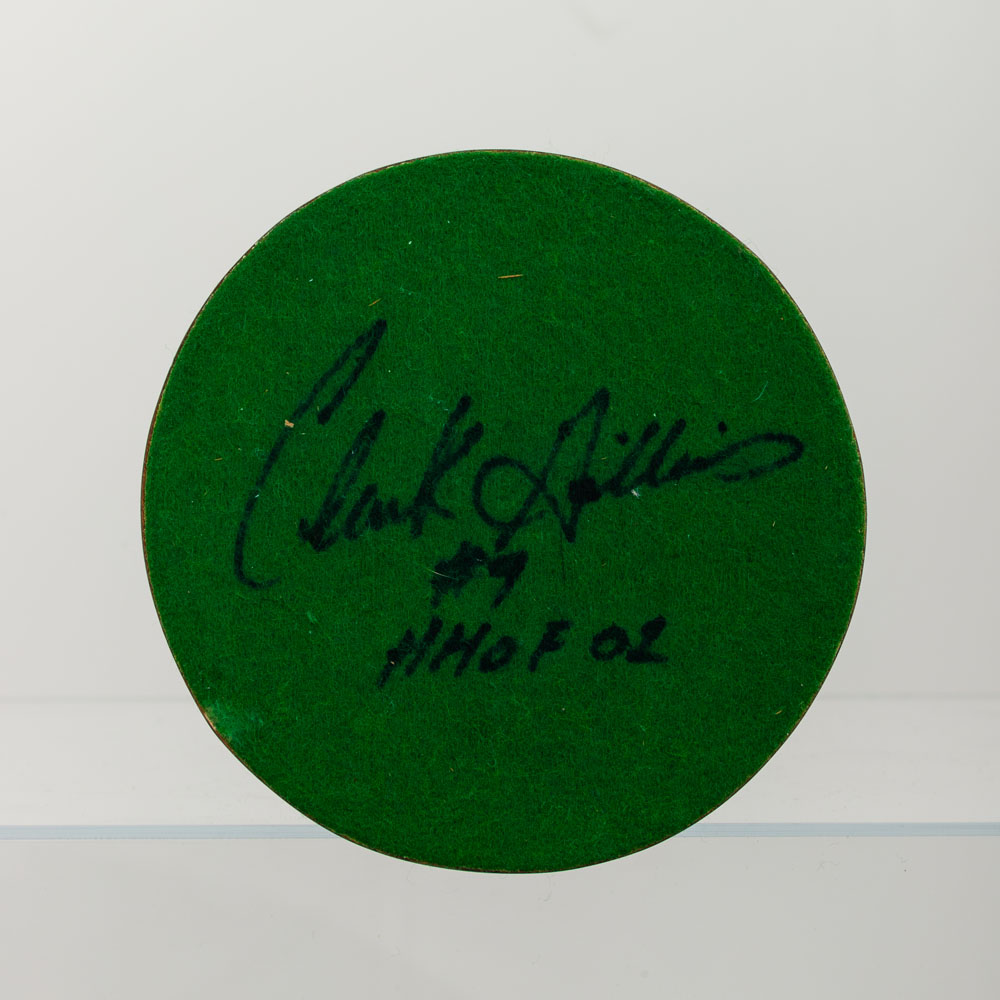 Clark Gillies
#9
HHOF 02